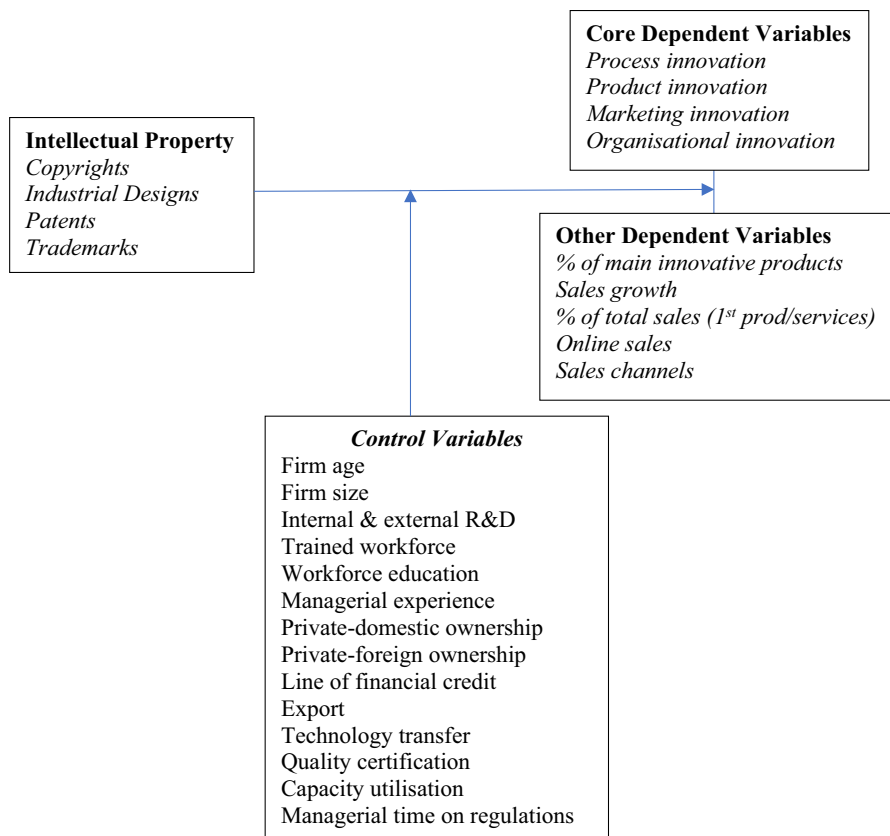 Core Dependent Variables
Process innovation
Product innovation
Marketing innovation
Organisational innovation
Intellectual Property
Copyrights
Industrial Designs
Patents
Trademarks
Other Dependent Variables
% of main innovative products
Sales growth
% of total sales (1st prod/services)
Online sales
Sales channels
Control Variables
Firm age
Firm size
Internal & external R&D
Trained workforce
Workforce education
Managerial experience
Private-domestic ownership
Private-foreign ownership
Line of financial credit
Export
Technology transfer
Quality certification
Capacity utilisation
Managerial time on regulations